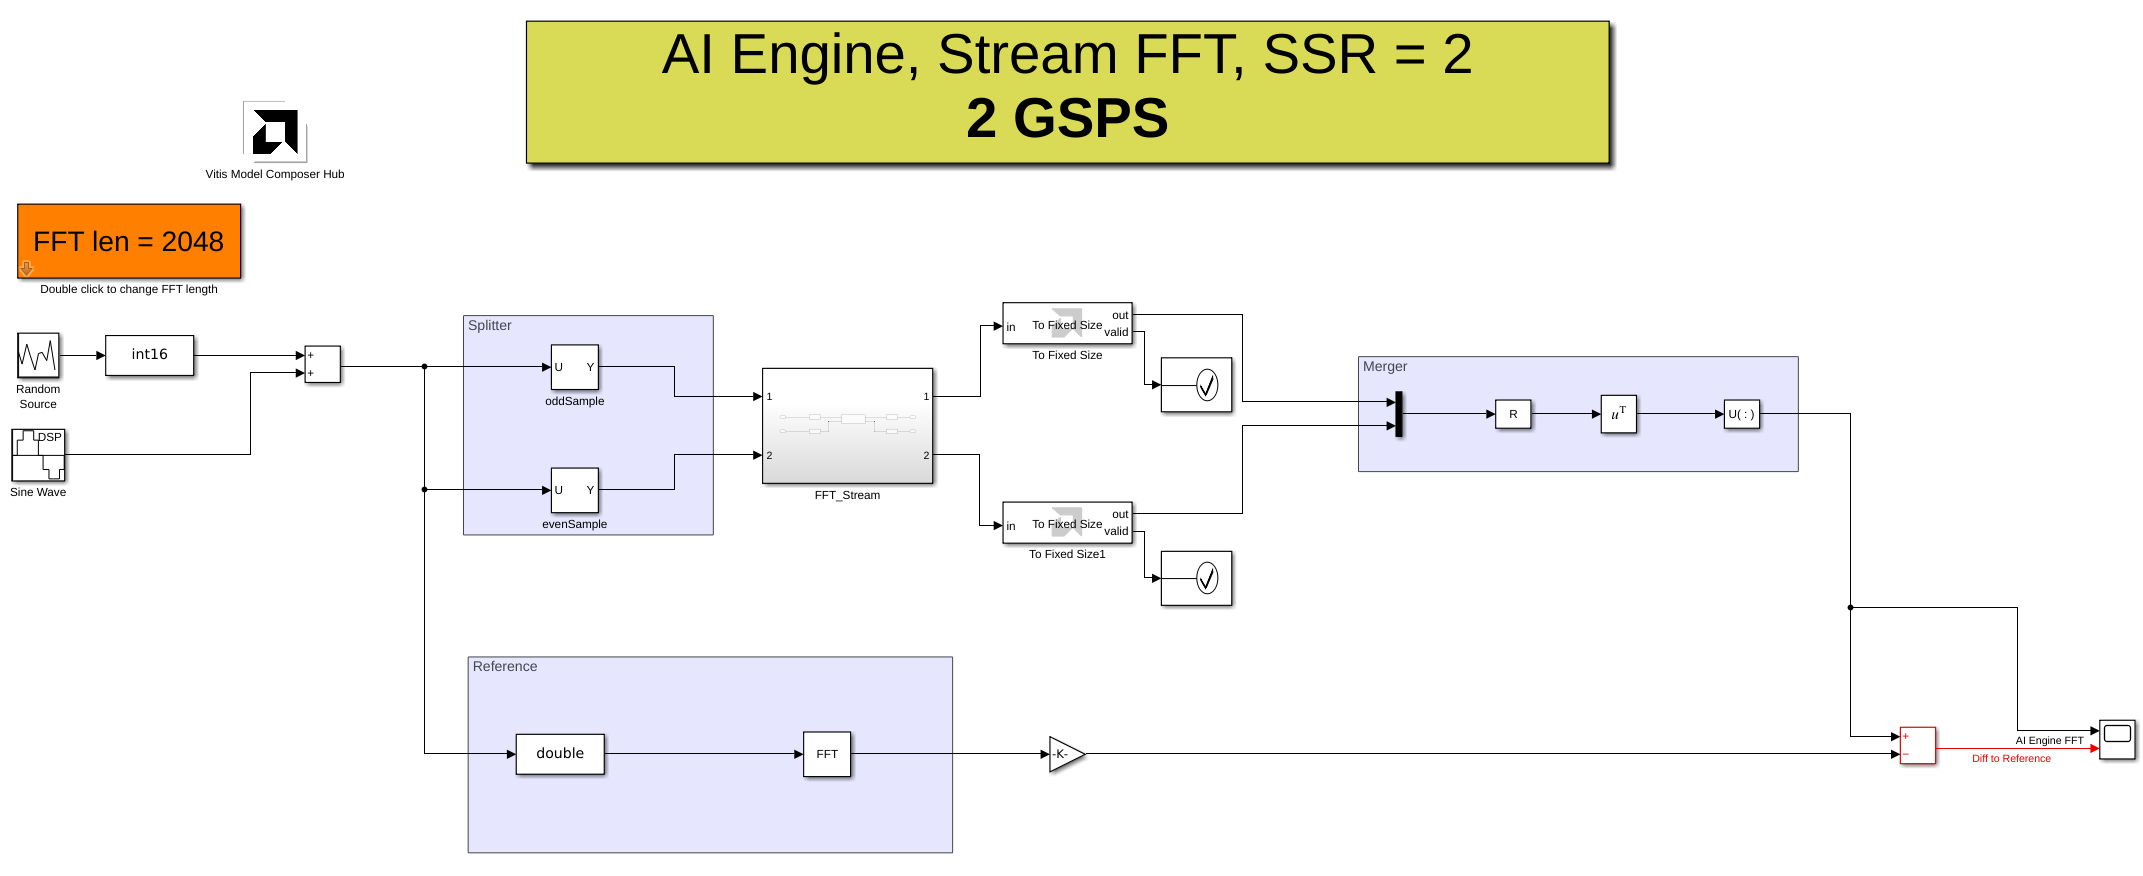 AI Engine, Stream FFT, SSR = 2
2 GSPS
Vitis Model Composer Hub
FFT len = 2048
Double click to change FFT length
Random
Source
int16
+
+
DSP
Sine Wave
Splitter
U Y
oddSample
U Y
evenSample
1 1
2 2
FFT_Stream
in To Fixed Size out
valid
To Fixed Size
in To Fixed Size out
valid
To Fixed Size1
Merger
R
uT
U( : )
Reference
double
FFT
-K-
+
−
AI Engine FFT
Diff to Reference